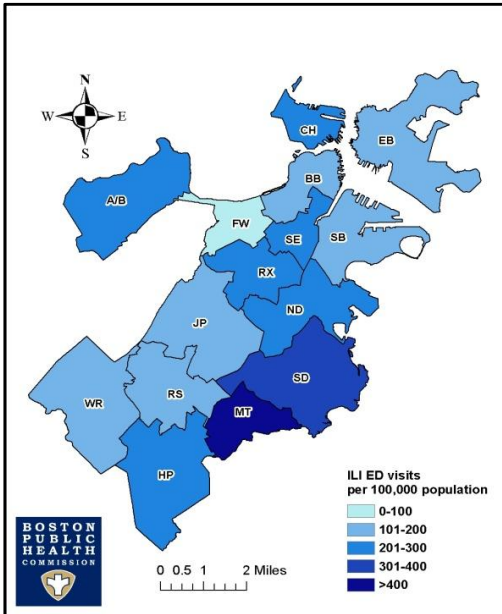 N
W E
S
CH
EB
BB
A/B
FW
SE
SB
RX
ND
JP
SD
WR
RS
MT
HP
ILI ED visits
per 100,000 population
0-100
101-200
201-300
301-400
>400
BOSTON
PUBLIC
HEALTH
COMMISSION
0 0.5 1 2 Miles